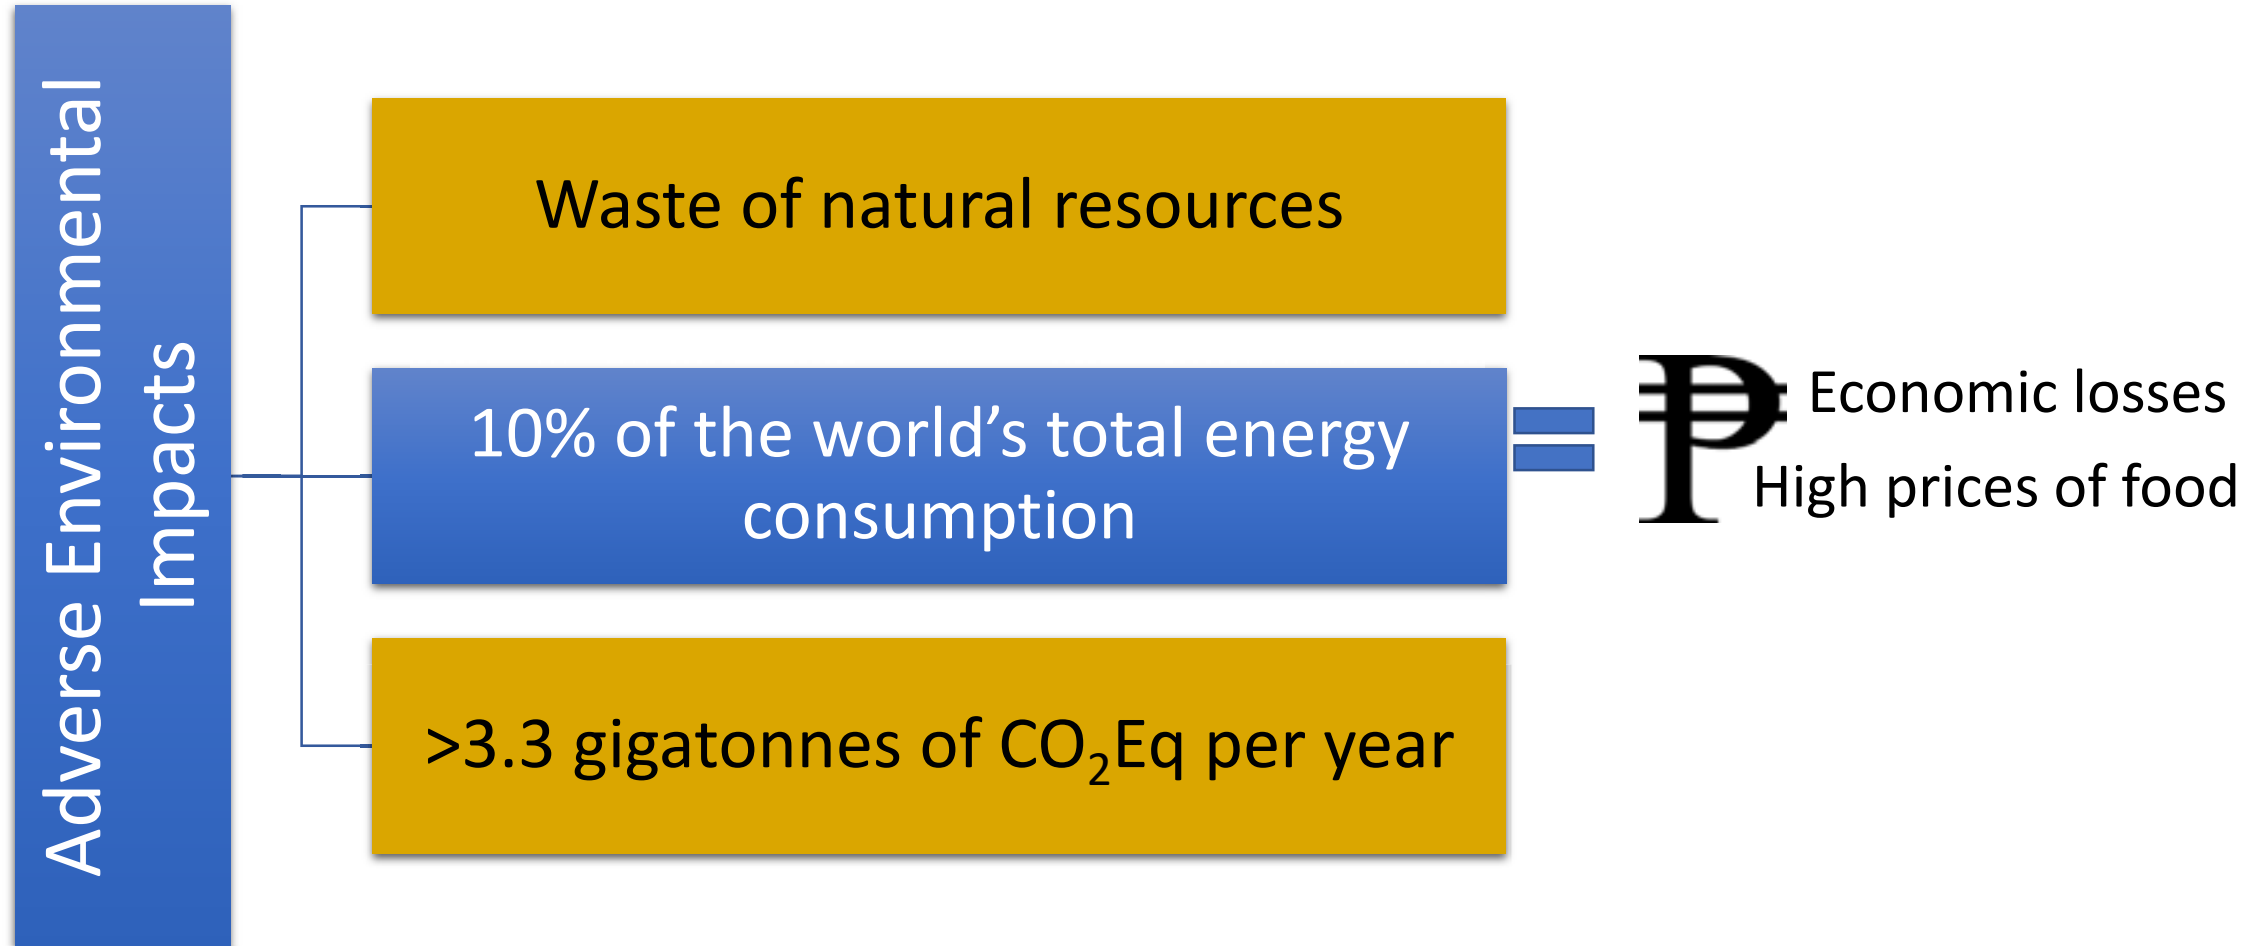 Adverse Environmental
Impacts
Waste of natural resources
10% of the world’s total energy
consumption
>3.3 gigatonnes of CO₂Eq per year
=
₱
Economic losses
High prices of food